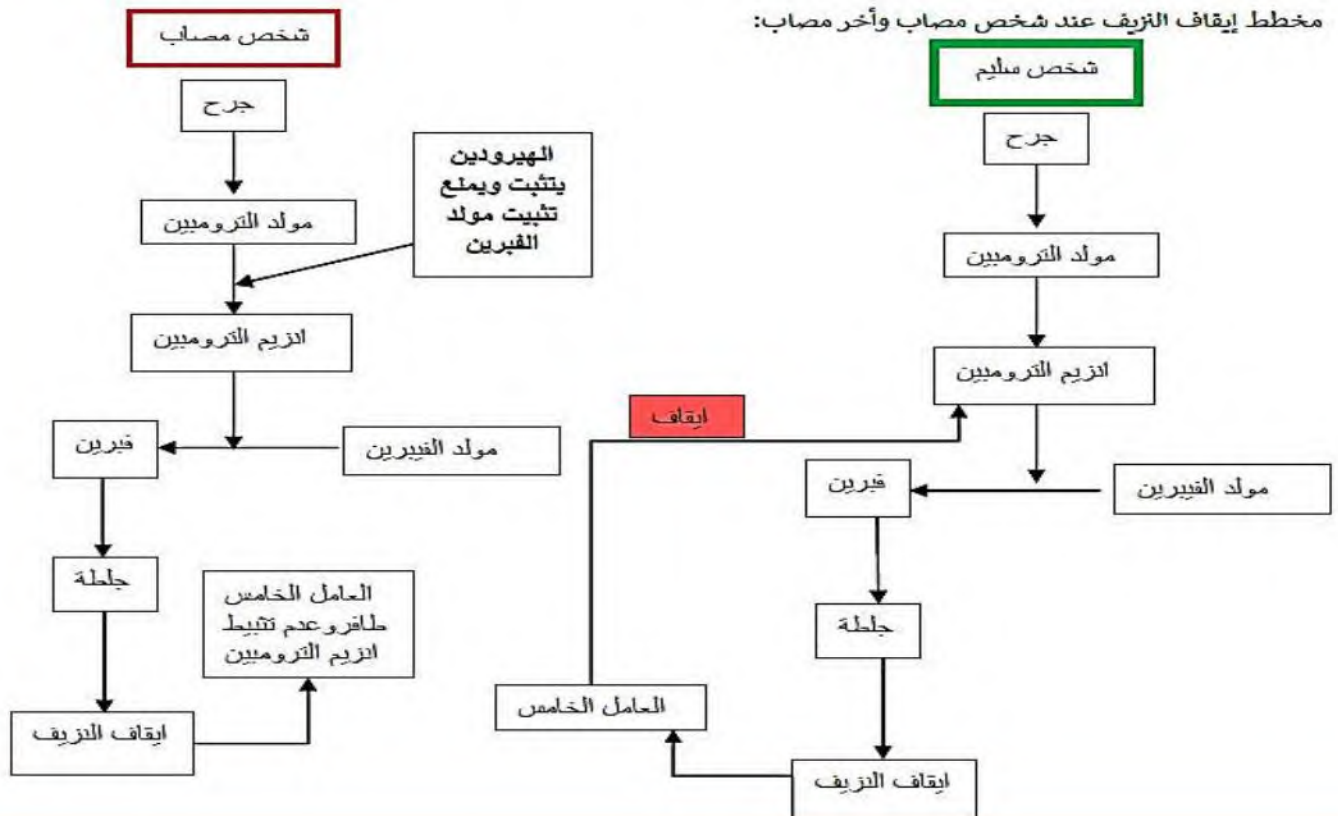 مخطط إيقاف النزيف عند شخص مصاب وأخر مصاب:
شخص سليم
جرح
مولد الترومبين
انزيم الترومبين
ايقاف
مولد الفيبرين
فبرين
جلطة
العامل الخامس
ايقاف النزيف
شخص مصاب
جرح
الهيرودين
يتثبت ويمنع
تثبيت مولد
الفبرين
مولد الترومبين
انزيم الترومبين
مولد الفيبرين
فبرين
جلطة
العامل الخامس
طافروعدم تثبيط
انزيم الترومبين
ايقاف النزيف